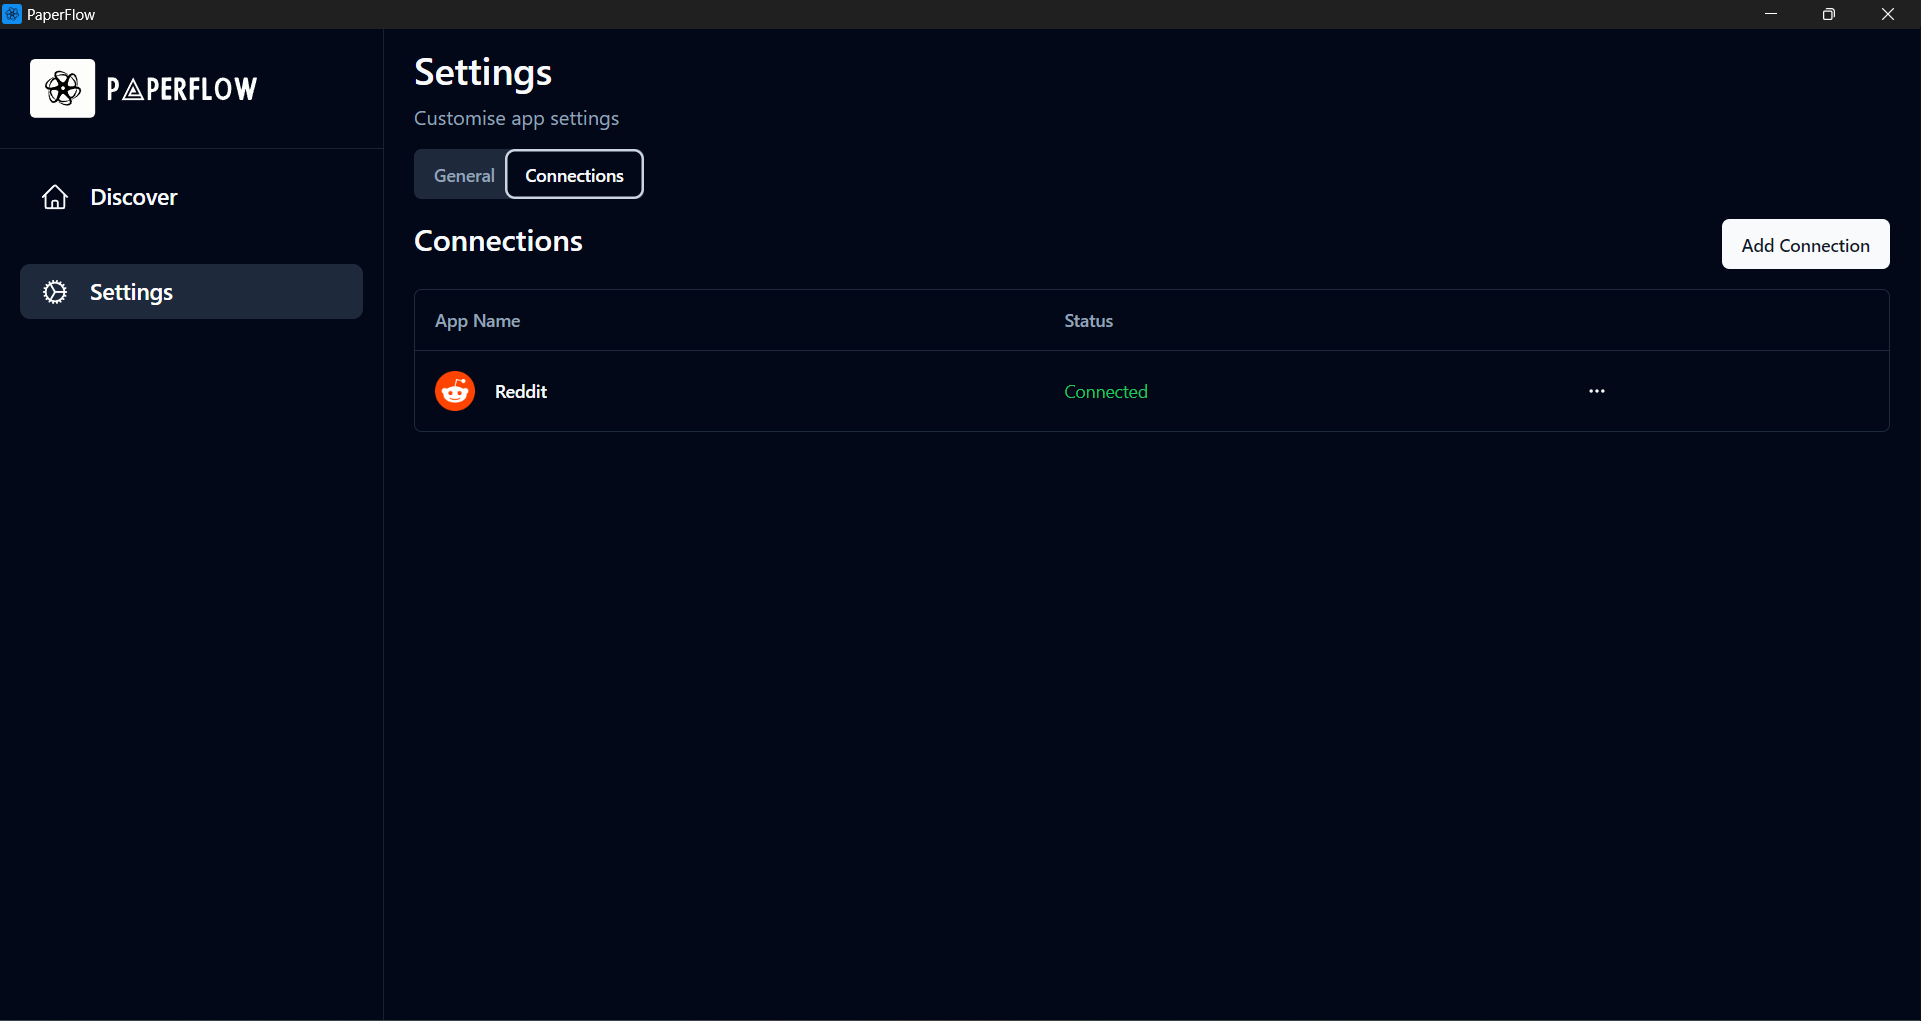 PaperFlow
PAPERFLOW
Discover
Settings
Settings
Customise app settings
General
Connections
Connections
Add Connection
App Name
Status
Reddit
Connected